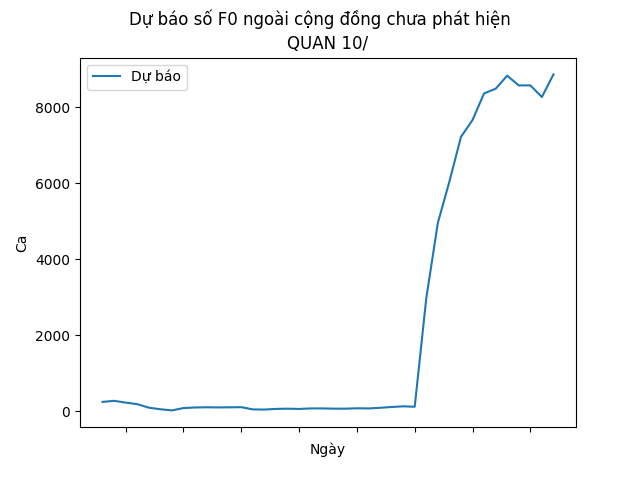 Dự báo số F0 ngoài cộng đồng chưa phát hiện
QUAN 10/
Dự báo
8000
6000
4000
2000
0
Ca
Ngày